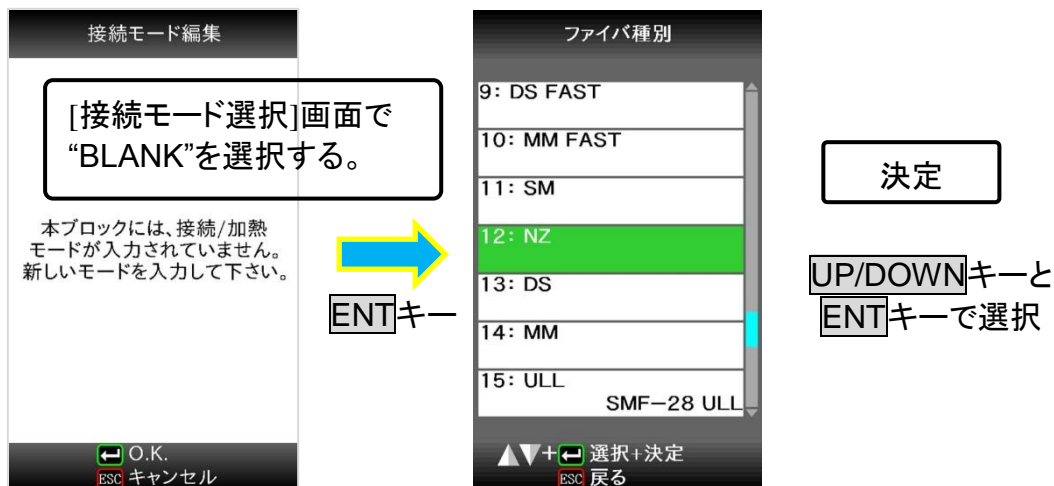 接続モード編集
[接続モード選択]画面で
“BLANK”を選択する。
本ブロックには、接続/加熱
モードが入力されていません。
新しいモードを入力して下さい。
O.K.
ESC キャンセル
ENTキー
ファイバ種別
9: DS FAST
10: MM FAST
11: SM
12: NZ
13: DS
14: MM
15: ULL
SMF-28 ULL
+ 選択+決定
ESC 戻る
決定
UP/DOWNキーと
ENTキーで選択